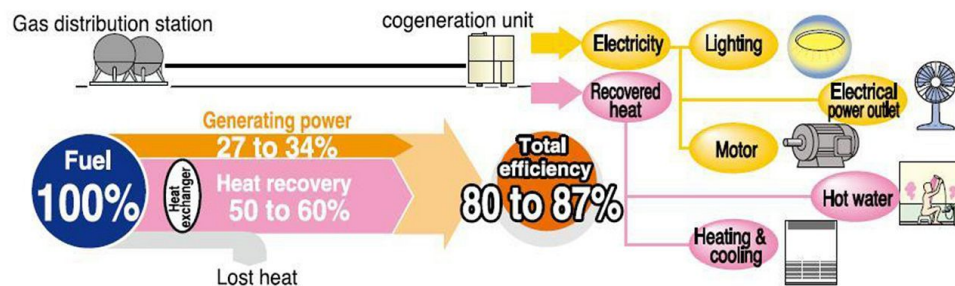 Gas distribution station
cogeneration unit
Electricity
Lighting
Recovered
heat
Electrical
power outlet
Motor
Hot water
Heating &
cooling
Fuel
100%
Generating power
27 to 34%
Heat
exchanger
Heat recovery
50 to 60%
Lost heat
Total
efficiency
80 to 87%